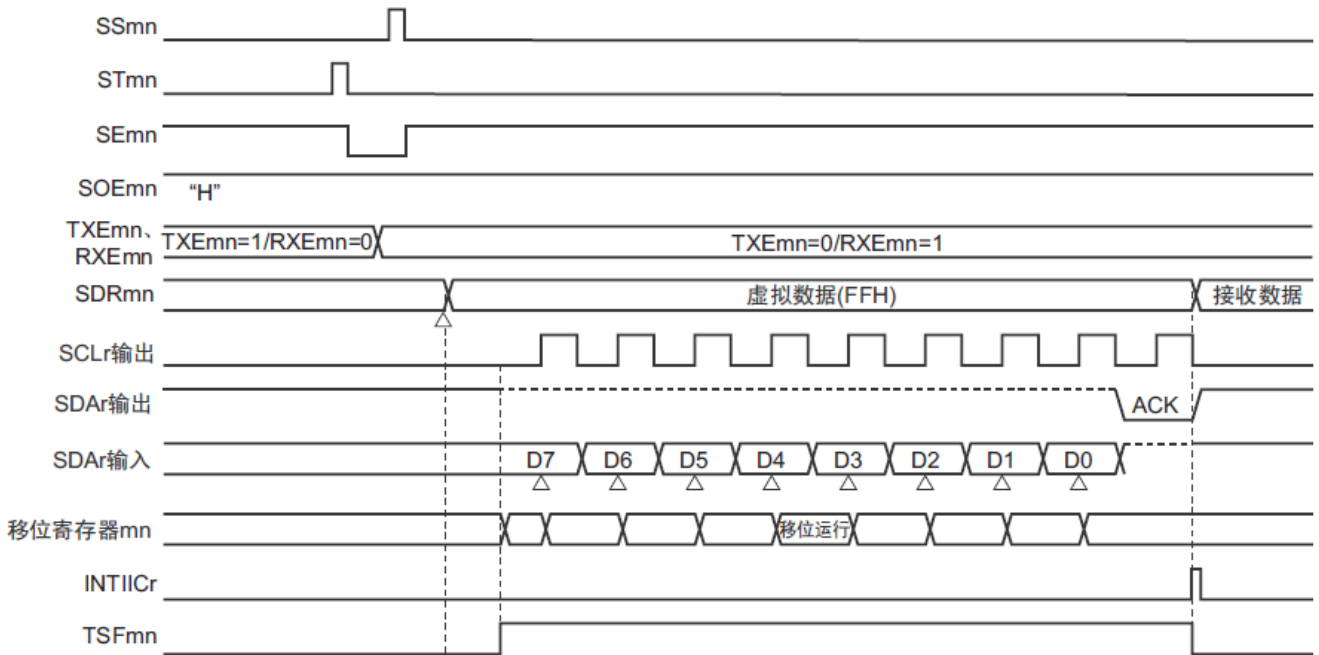 SSmn
STmn
SEmn
SOEmn “H”
TXEmn、
RXEmn
TXEmn=1/RXEmn=0 TXEmn=0/RXEmn=1
SDRmn 虚拟数据(FFH) 接收数据
SCLr输出
SDAr输出 ACK
SDAr输入 D7 D6 D5 D4 D3 D2 D1 D0
移位寄存器mn 移位运行
INTIICr
TSFmn